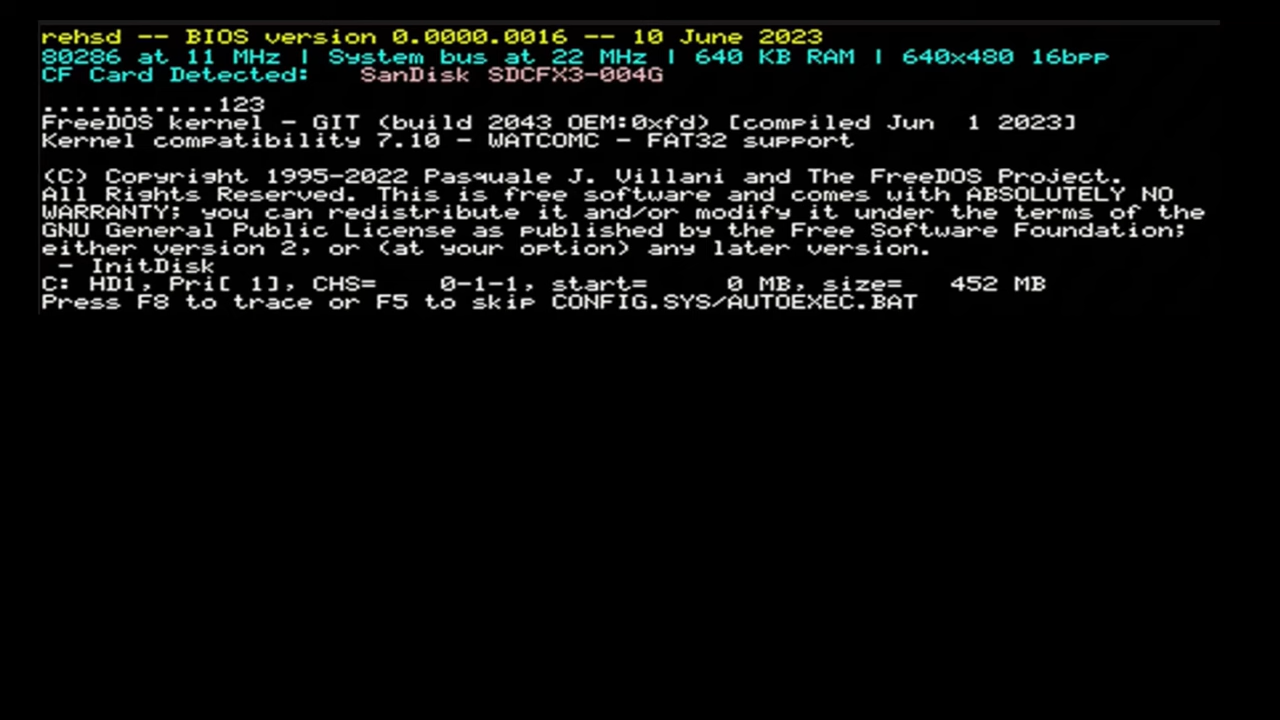 rehsd -- BIOS version 0.0000.0016 -- 10 June 2023
80286 at 11 MHz | System bus at 22 MHz | 640 KB RAM | 640x480 16bpp
CF Card Detected:   SanDisk SDCFX3-004G
...........123
FreeDOS kernel - GIT (build 2043 OEM:0xfd) [compiled Jun  1 2023]
Kernel compatibility 7.10 - WATCOMC - FAT32 support
(C) Copyright 1995-2022 Pasquale J. Villani and The FreeDOS Project.
All Rights Reserved. This is free software and comes with ABSOLUTELY NO
WARRANTY; you can redistribute it and/or modify it under the terms of the
GNU General Public License as published by the Free Software Foundation;
either version 2, or (at your option) any later version.
 - InitDisk
C: HD1, Pri[ 1], CHS=    0-1-1, start=     0 MB, size=   452 MB
Press F8 to trace or F5 to skip CONFIG.SYS/AUTOEXEC.BAT